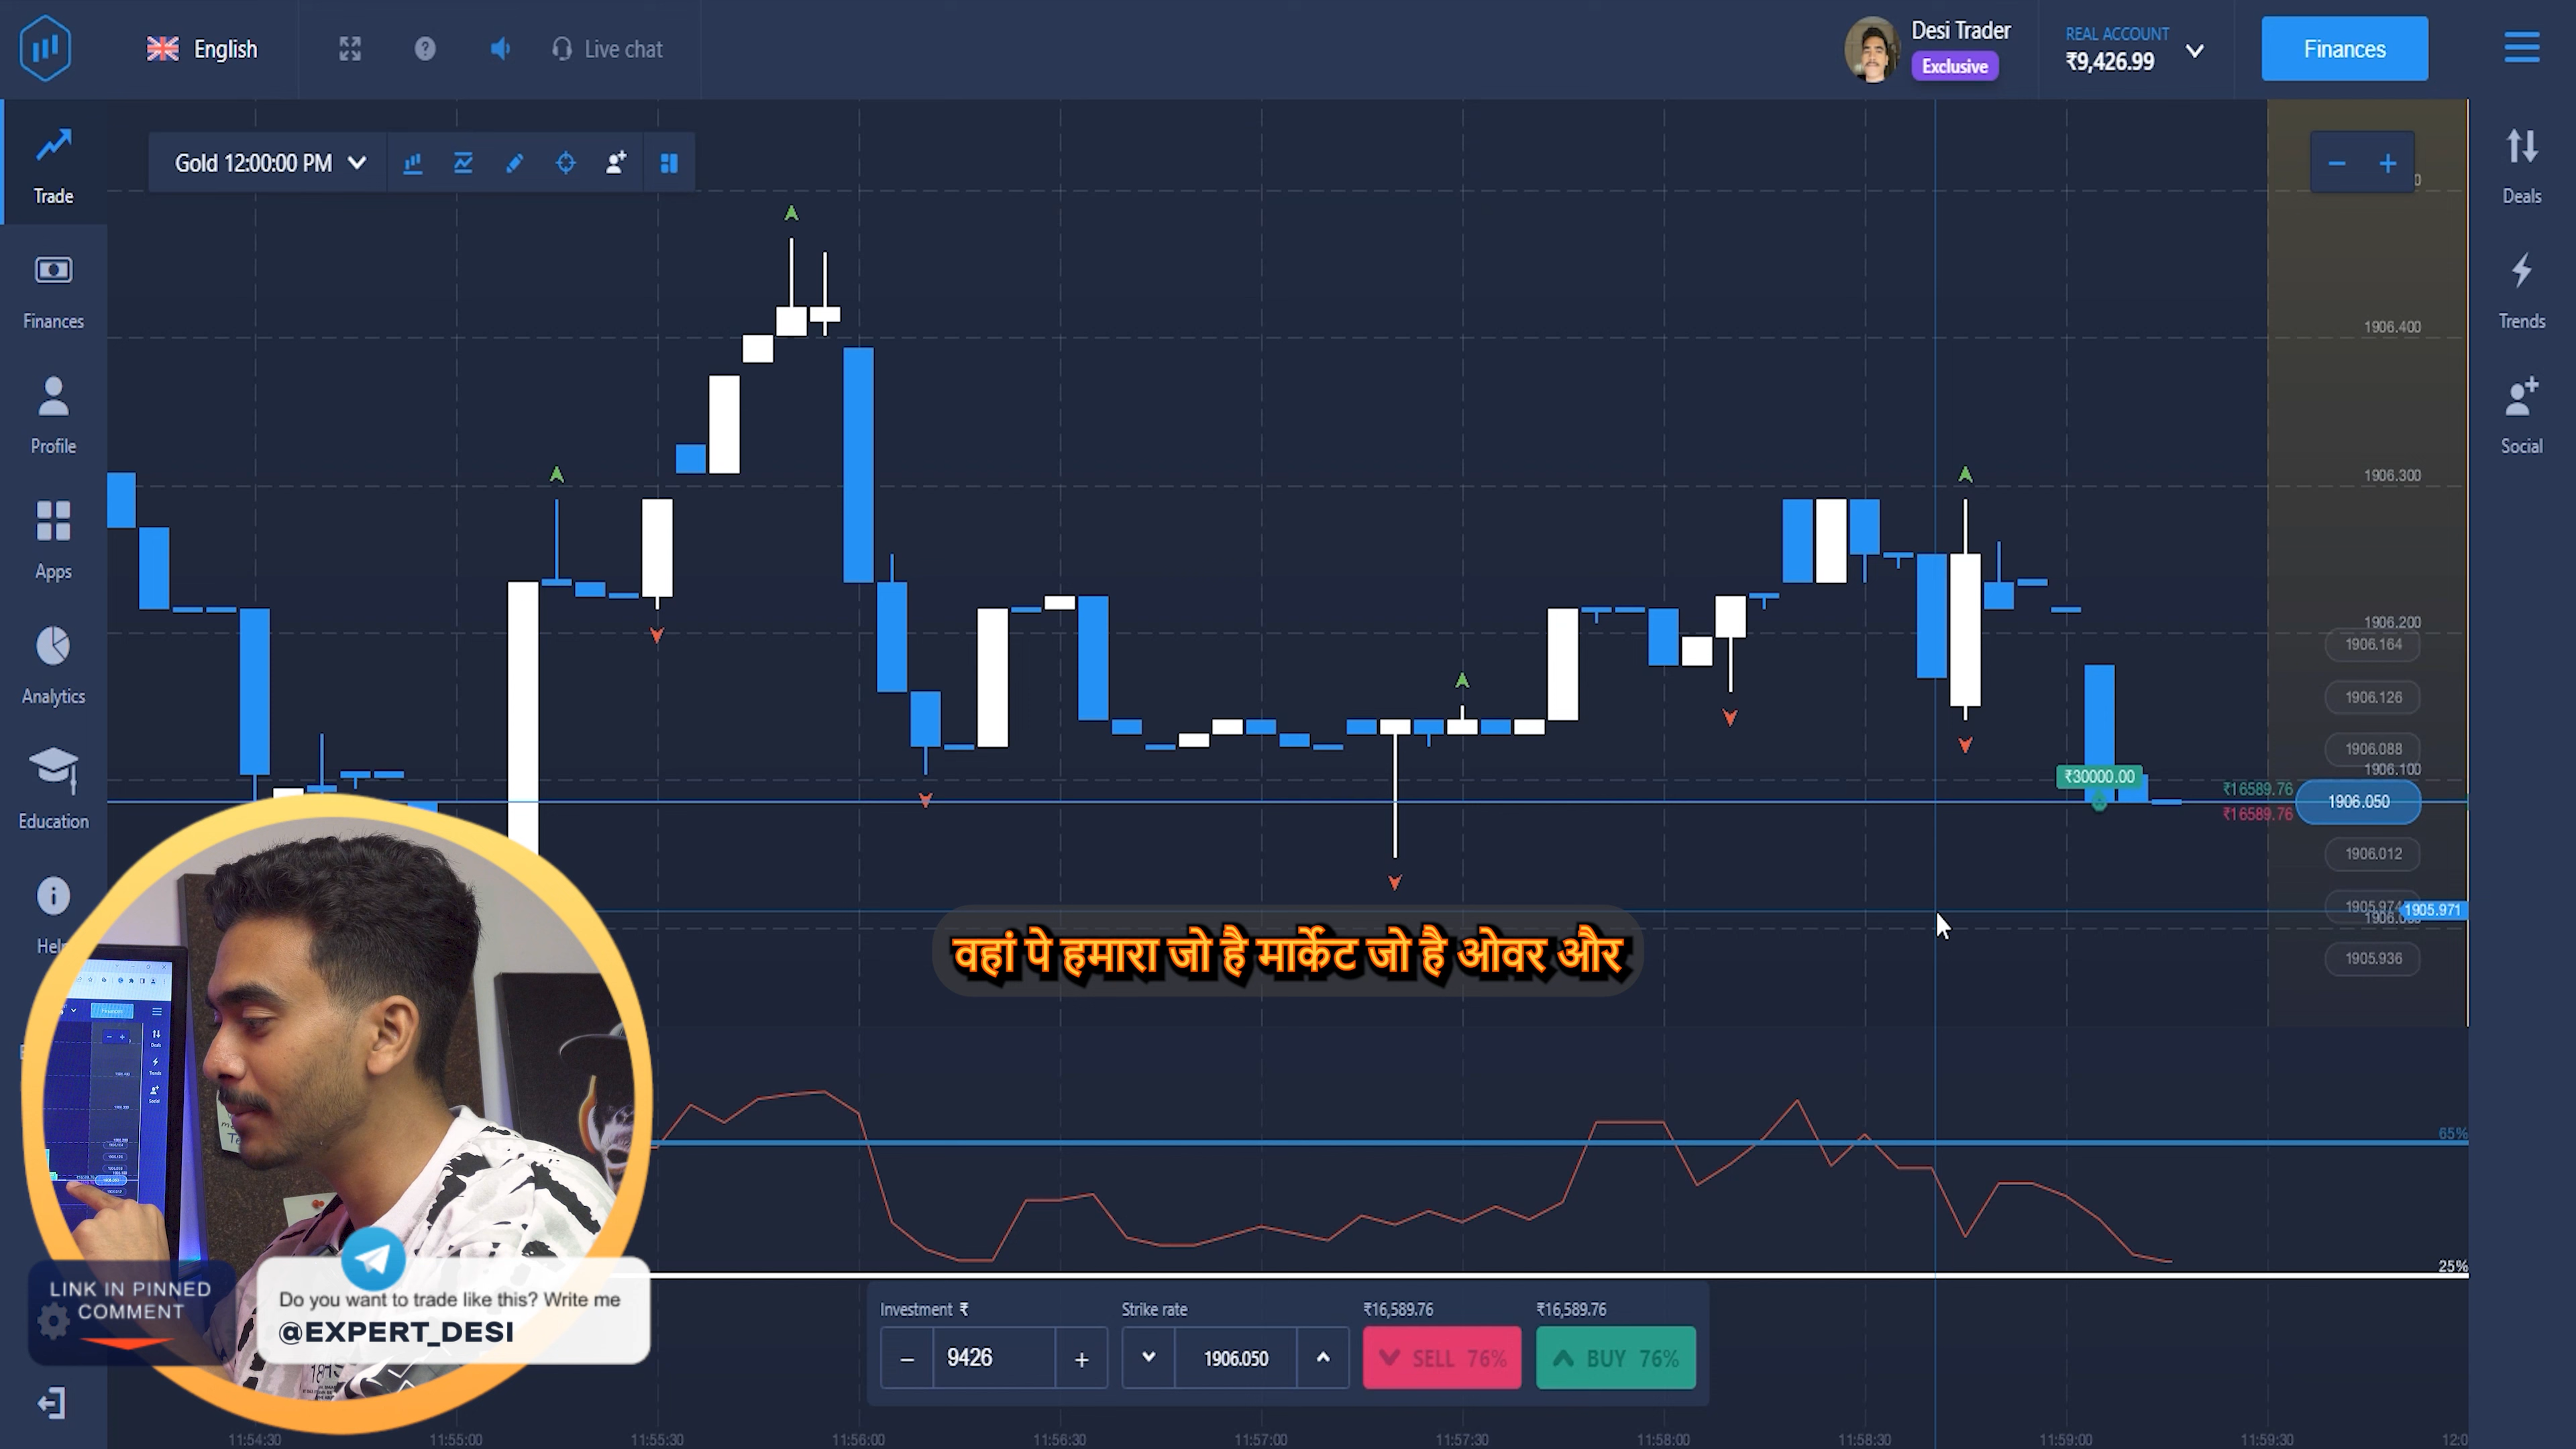 English
Live chat
Desi Trader
Exclusive
REAL ACCOUNT
₹9,426.99
Finances
Trade
Finances
Profile
Apps
Analytics
Education
Help
Gold 12:00:00 PM
Deals
Trends
Social
1906.400
1906.300
1906.200
1906.164
1906.126
1906.088
1906.100
₹30000.00
₹16589.76
₹16589.76
1906.050
1906.012
1905.974
1905.971
1905.936
वहां पे हमारा जो है मार्केट जो है ओवर और
65%
25%
LINK IN PINNED
COMMENT
Do you want to trade like this? Write me
@EXPERT_DESI
Investment ₹
9426
Strike rate
1906.050
₹16,589.76
SELL 76%
₹16,589.76
BUY 76%
11:54:30
11:55:00
11:55:30
11:56:00
11:56:30
11:57:00
11:57:30
11:58:00
11:58:30
11:59:00
11:59:30